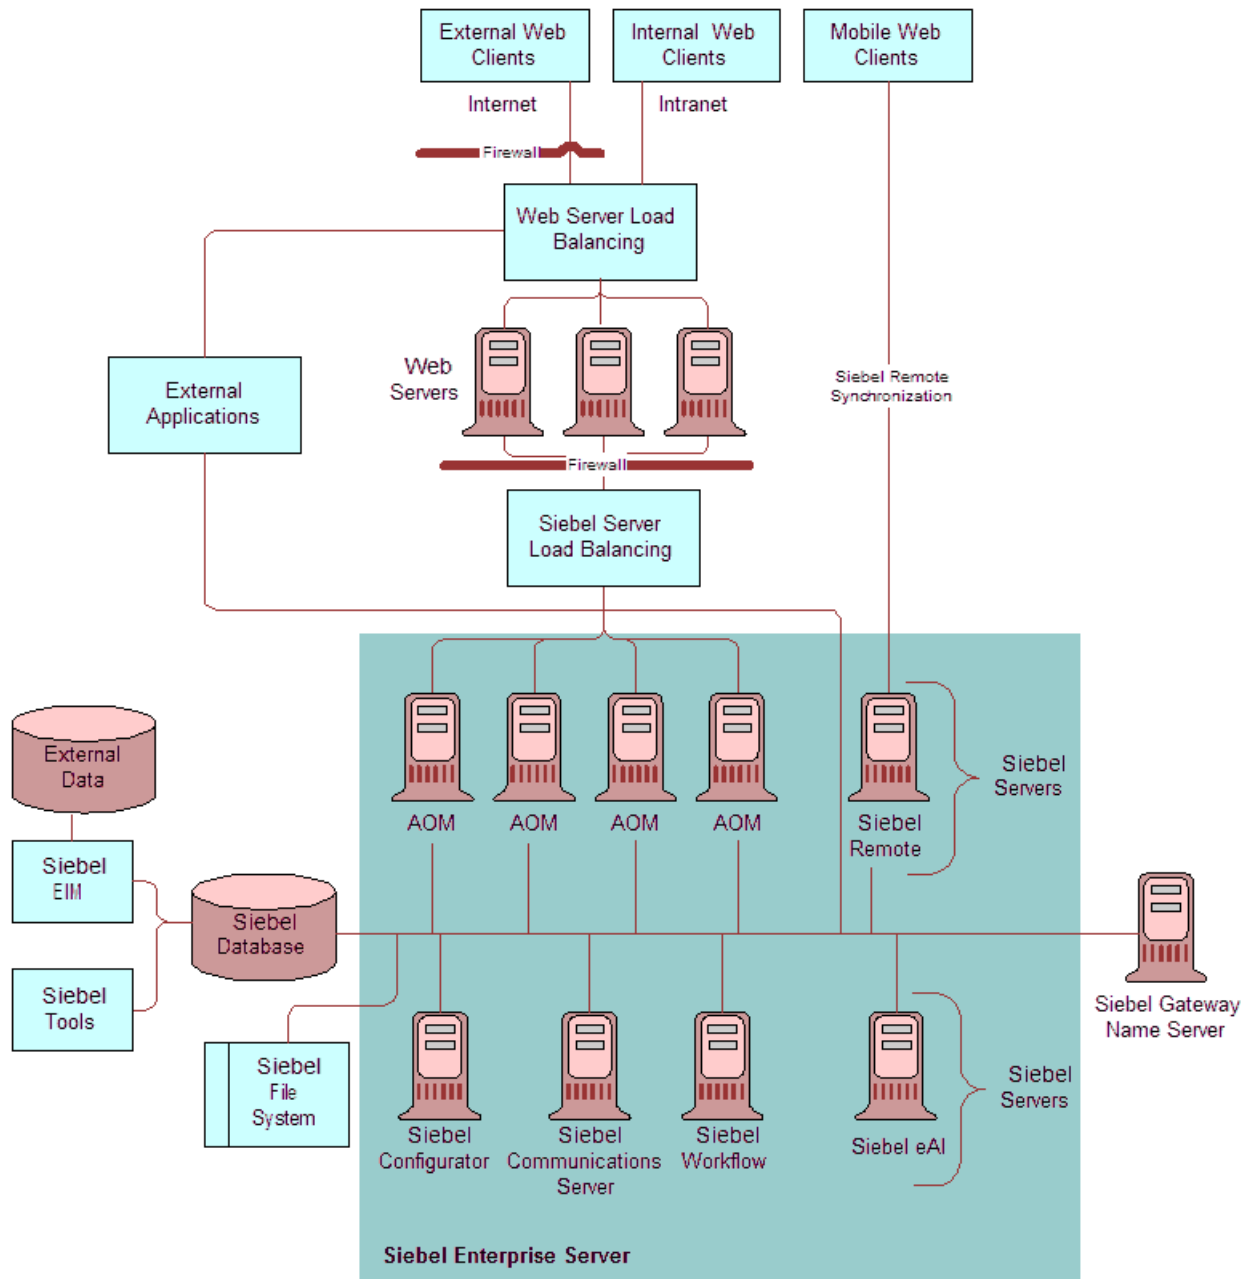 External Web
Clients
Internal Web
Clients
Mobile Web
Clients
Internet
Intranet
Firewall
Web Server Load
Balancing
Web
Servers
Siebel Remote
Synchronization
External
Applications
Firewall
Siebel Server
Load Balancing
AOM
AOM
AOM
AOM
Siebel
Remote
Siebel
Servers
External
Data
Siebel
EIM
Siebel
Database
Siebel
Tools
Siebel
File
System
Siebel Gateway
Name Server
Siebel
Configurator
Siebel
Communications
Server
Siebel
Workflow
Siebel eAI
Siebel
Servers
Siebel Enterprise Server